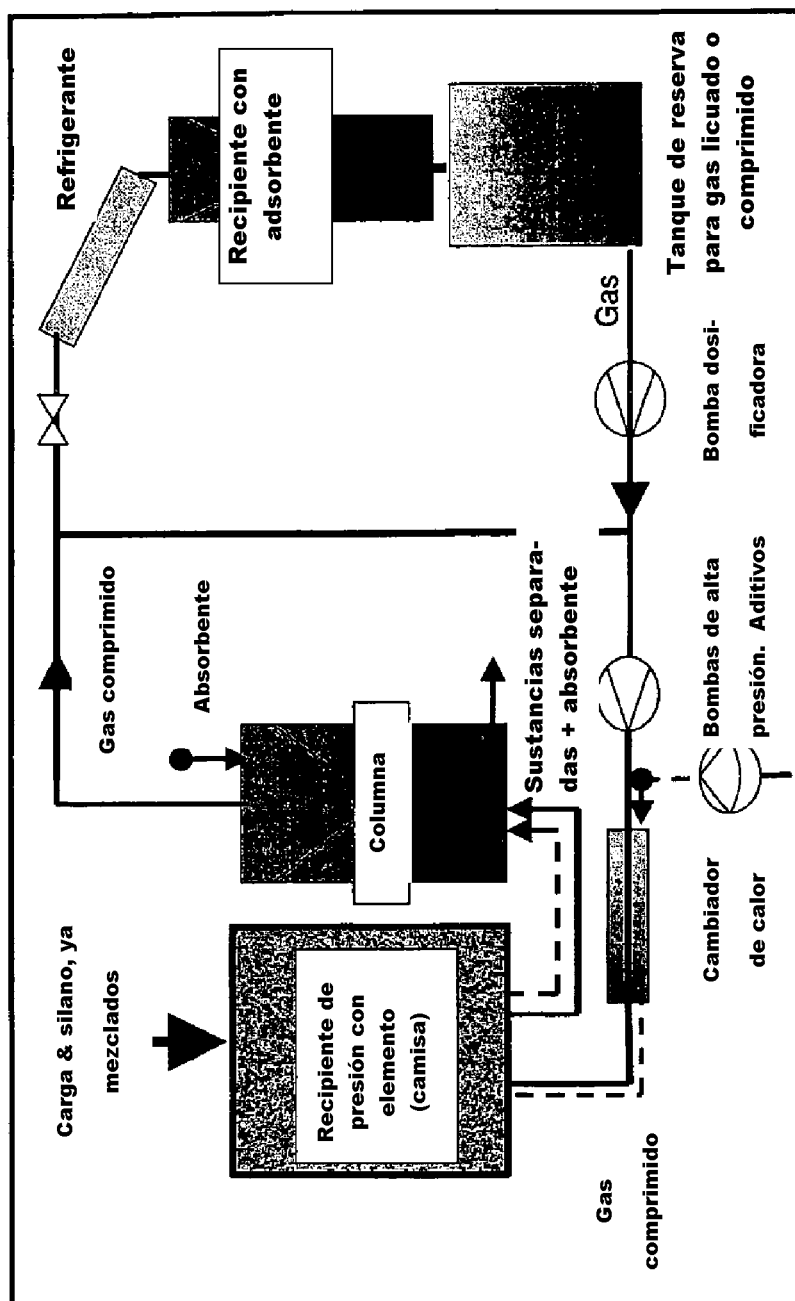 Carga & silano, ya
mezclados
Recipiente de
presión con
elemento
(camisa)
Gas
comprimido
Gas comprimido
Absorbente
Columna
Sustancias separa-
das + absorbente
Cambiador
de calor
Bombas de alta
presión. Aditivos
Refrigerante
Recipiente con
adsorbente
Gas
Bomba dosi-
ficadora
Tanque de reserva
para gas licuado o
comprimido